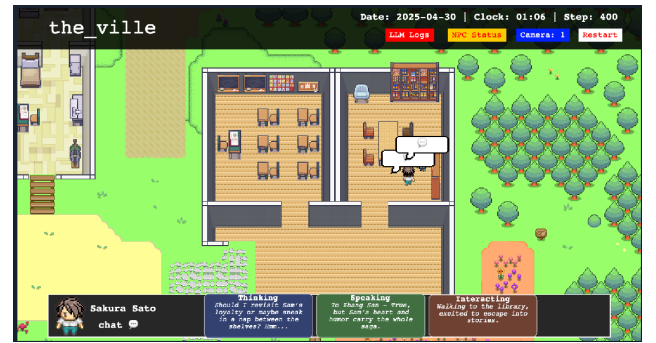 the_ville
Date: 2025-04-30 | Clock: 01:06 | Step: 400
LLM Logs
NPC Status
Camera: 1
Restart
Sakura Sato
chat
Thinking
Should I revisit Sam's
loyalty or maybe sneak
in a nap between the
shelves? Hmm...
Speaking
To Zhang San - True,
but Sam's heart and
humor carry the whole
saga.
Interacting
Walking to the library,
excited to escape into
stories.